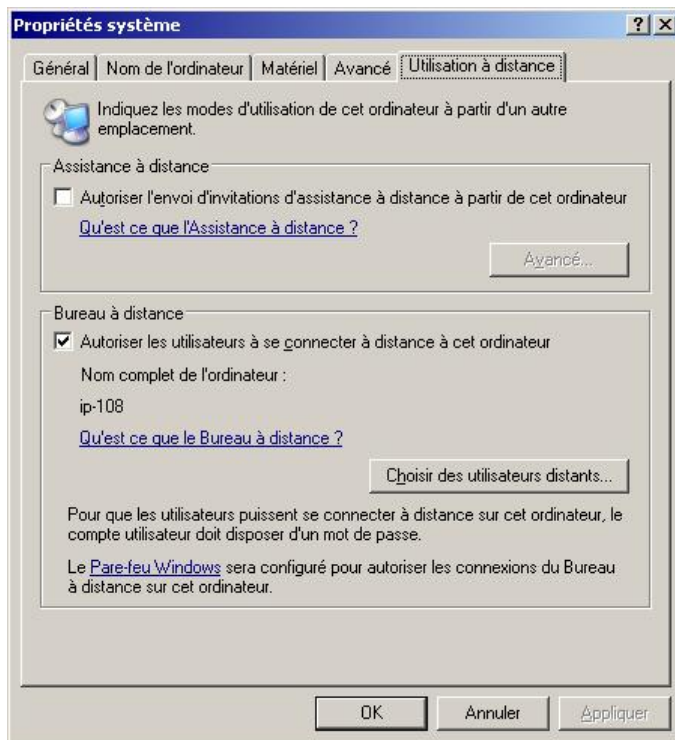 Propriétés système
Général
Nom de l'ordinateur
Matériel
Avancé
Utilisation à distance
Indiquez les modes d'utilisation de cet ordinateur à partir d'un autre
emplacement.
Assistance à distance
Autoriser l'envoi d'invitations d'assistance à distance à partir de cet ordinateur
Qu'est ce que l'Assistance à distance ?
Avancé...
Bureau à distance
Autoriser les utilisateurs à se connecter à distance à cet ordinateur
Nom complet de l'ordinateur :
ip-108
Qu'est ce que le Bureau à distance ?
Choisir des utilisateurs distants...
Pour que les utilisateurs puissent se connecter à distance sur cet ordinateur, le
compte utilisateur doit disposer d'un mot de passe.
Le Pare-feu Windows sera configuré pour autoriser les connexions du Bureau
à distance sur cet ordinateur.
OK
Annuler
Appliquer